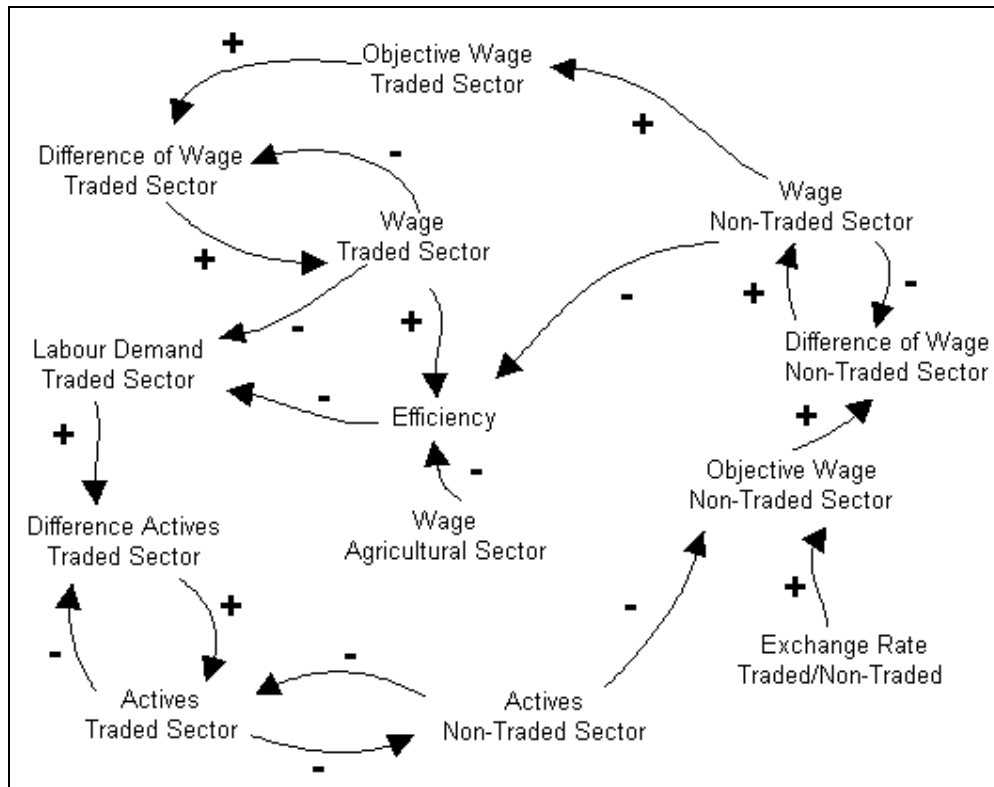 +
Objective Wage
Traded Sector
+
-
Difference of Wage
Traded Sector
Wage
Traded Sector
+
Wage
Non-Traded Sector
+
-
-
-
+
+
Labour Demand
Traded Sector
Difference of Wage
Non-Traded Sector
-
Efficiency
+
+
-
Objective Wage
Non-Traded Sector
Difference Actives
Traded Sector
Wage
Agricultural Sector
+
-
+
-
-
Exchange Rate
Traded/Non-Traded
Actives
Traded Sector
Actives
Non-Traded Sector
-